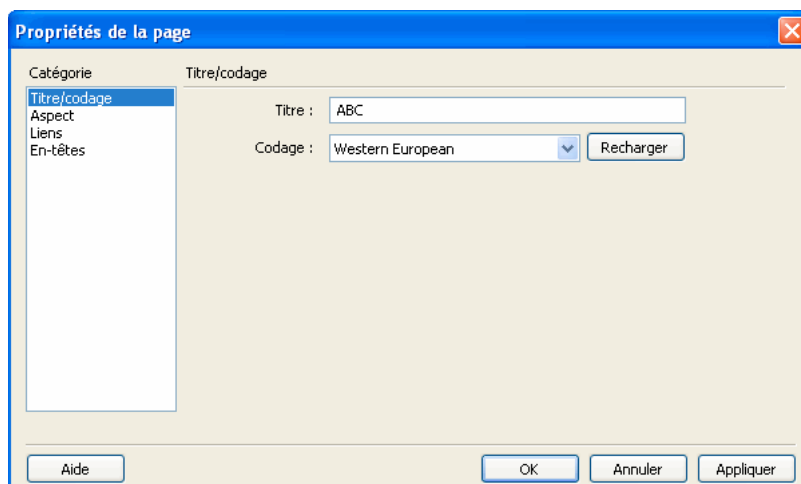 Propriétés de la page
Catégorie
Titre/codage
Aspect
Liens
En-têtes
Titre/codage
Titre : ABC
Codage : Western European Recharger
Aide OK Annuler Appliquer